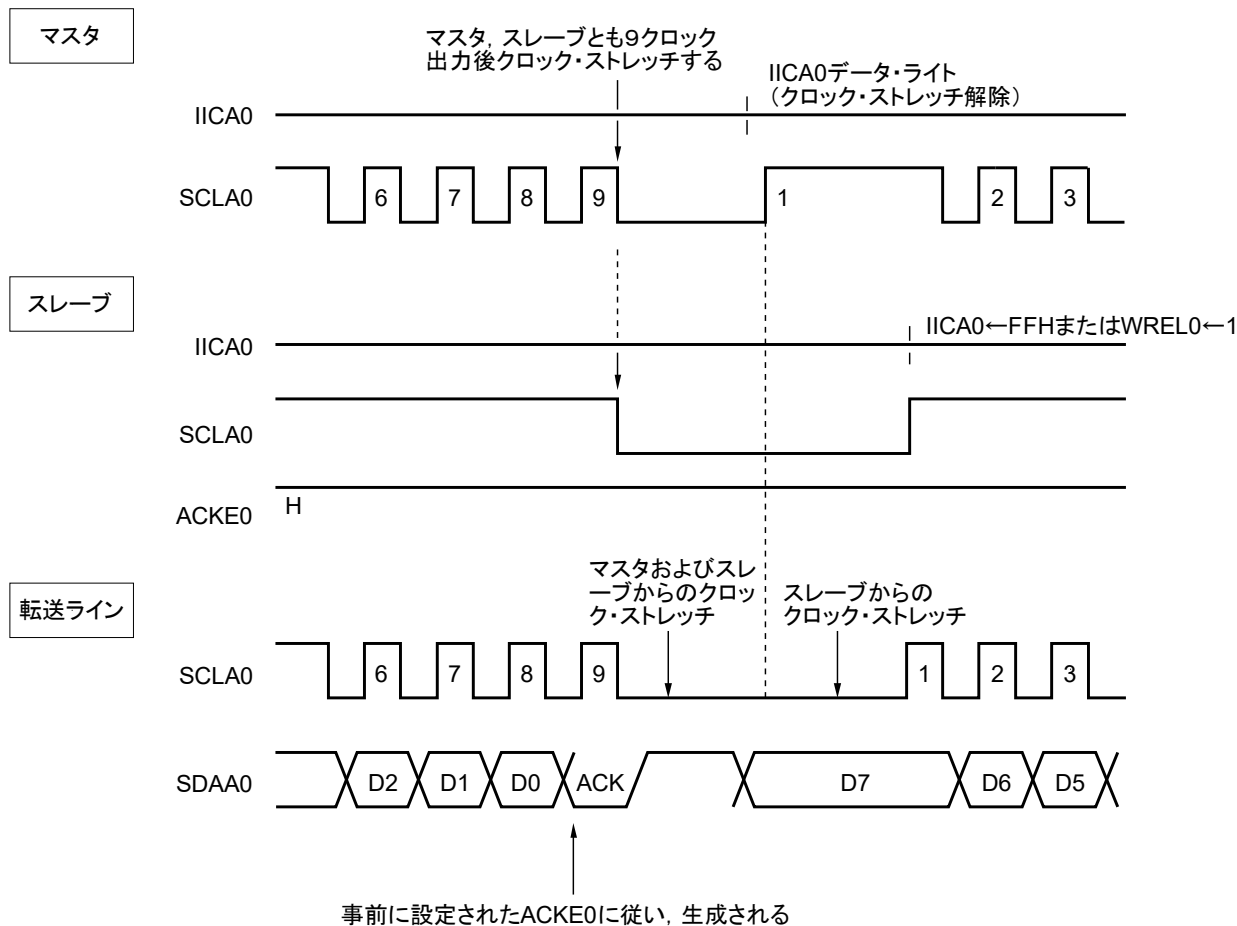 マスタ
マスタ，スレーブとも9クロック
出力後クロック・ストレッチする
IICA0データ・ライト
（クロック・ストレッチ解除）
IICA0
SCLA0
6 7 8 9 1 2 3
スレーブ
IICA0←FFHまたはWREL0←1
IICA0
SCLA0
H
ACKE0
転送ライン
マスタおよびスレ
ーブからのクロッ
ク・ストレッチ
スレーブからの
クロック・ストレッチ
SCLA0
6 7 8 9 1 2 3
SDAA0
D2 D1 D0 ACK D7 D6 D5
事前に設定されたACKE0に従い，生成される